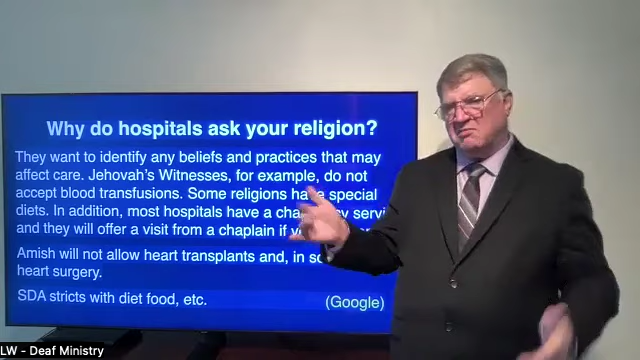 Why do hospitals ask your religion?
They want to identify any beliefs and practices that may
affect care. Jehovah's Witnesses, for example, do not
accept blood transfusions. Some religions have special
diets. In addition, most hospitals have a
and they will offer a visit from a chaplain if
Amish will not allow heart transplants and, in
heart surgery.
SDA stricts with diet food, etc.
(Google)
LW - Deaf Ministry